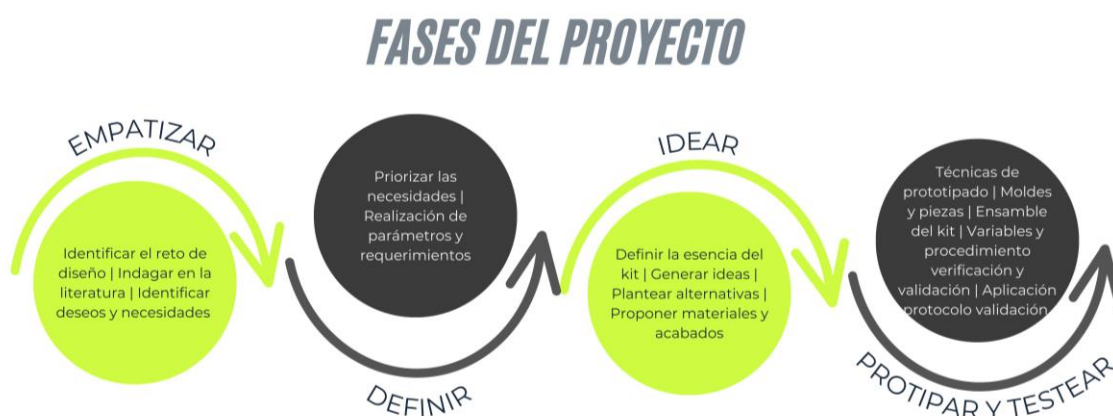 FASES DEL PROYECTO
EMPATIZAR
Identificar el reto de
diseño | Indagar en la
literatura | Identificar
deseos y necesidades
Priorizar las
necesidades |
Realización de
parámetros y
requerimientos
DEFINIR
IDEAR
Definir la esencia del
kit | Generar ideas |
Plantear alternativas |
Proponer materiales y
acabados
Técnicas de
prototipado | Moldes
y piezas | Ensamble
del kit | Variables y
procedimiento
verificación y
validación | Aplicación
protocolo validación
PROTIPAR Y TESTEAR